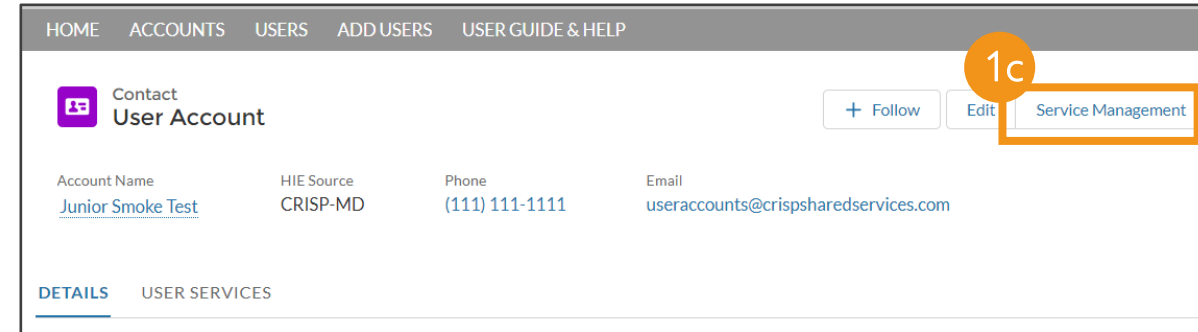 HOME ACCOUNTS USERS ADD USERS USER GUIDE & HELP
1c
Contact
User Account
+ Follow Edit Service Management
Account Name HIE Source Phone Email
Junior Smoke Test CRISP-MD (111) 111-1111 useraccounts@crispsharedservices.com
DETAILS USER SERVICES